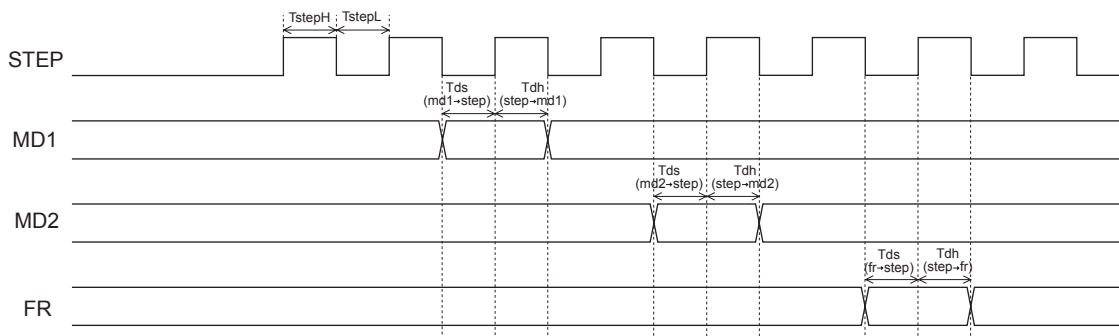 TstepH TstepL
STEP
Tds Tdh
(md1→step) (step→md1)
MD1
Tds Tdh
(md2→step) (step→md2)
MD2
Tds Tdh
(fr→step) (step→fr)
FR